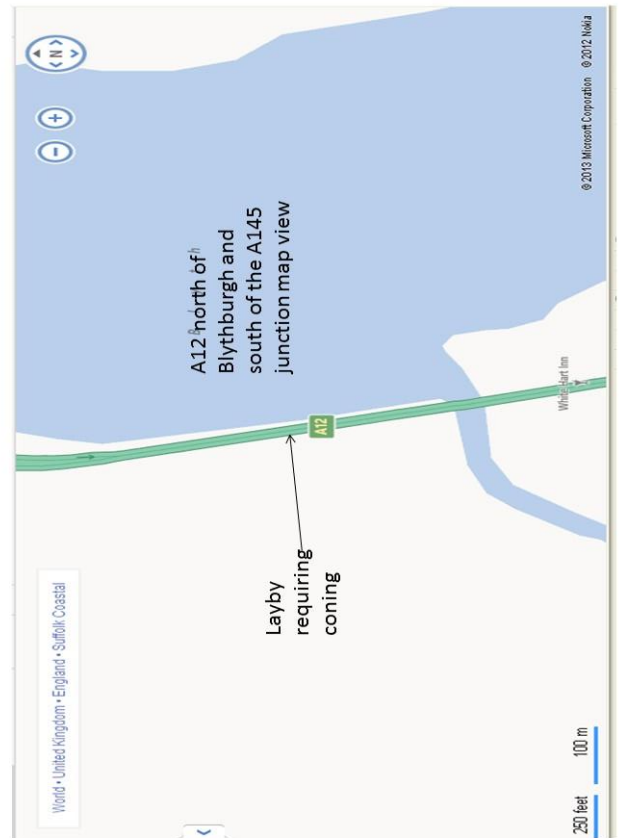 World • United Kingdom • England • Suffolk Coastal
N
A12 north of
Blythburgh and
south of the A145
junction map view
Layby
requiring
coning
A12
White Hart Inn
250 feet
100 m
© 2013 Microsoft Corporation © 2012 Nokia